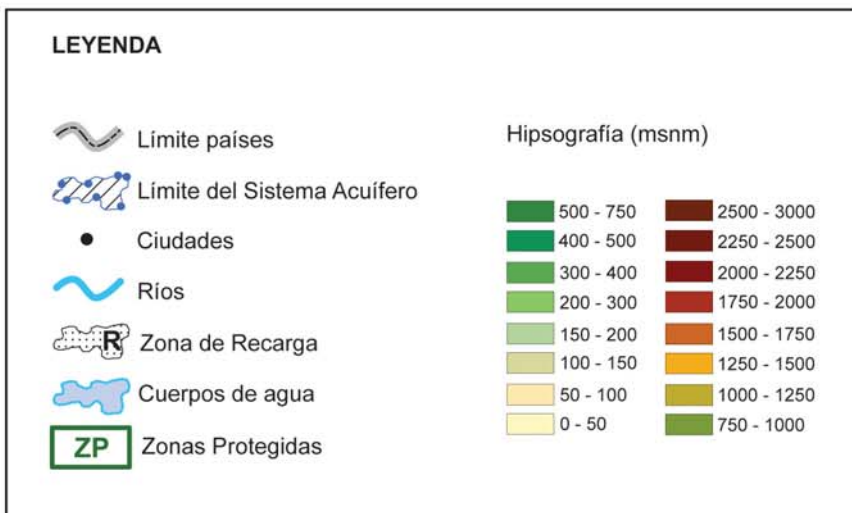 LEYENDA
Límite países
Límite del Sistema Acuífero
Ciudades
Ríos
R
Zona de Recarga
Cuerpos de agua
ZP
Zonas Protegidas
Hipsografía (msnm)
500 - 750
400 - 500
300 - 400
200 - 300
150 - 200
100 - 150
50 - 100
0 - 50
2500 - 3000
2250 - 2500
2000 - 2250
1750 - 2000
1500 - 1750
1250 - 1500
1000 - 1250
750 - 1000